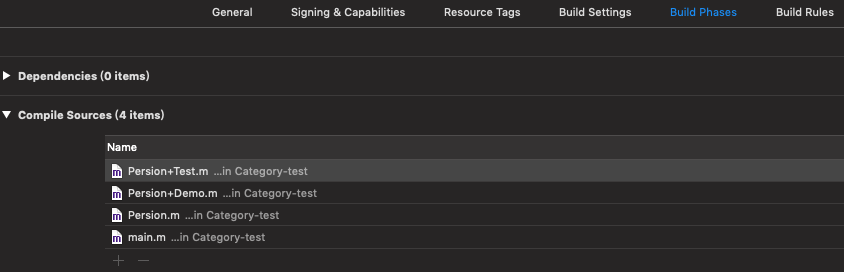 General Signing & Capabilities Resource Tags Build Settings Build Phases Build Rules
Dependencies (0 items)
Compile Sources (4 items)
Name
Persion+Test.m ...in Category-test
Persion+Demo.m ...in Category-test
Persion.m ...in Category-test
main.m ...in Category-test